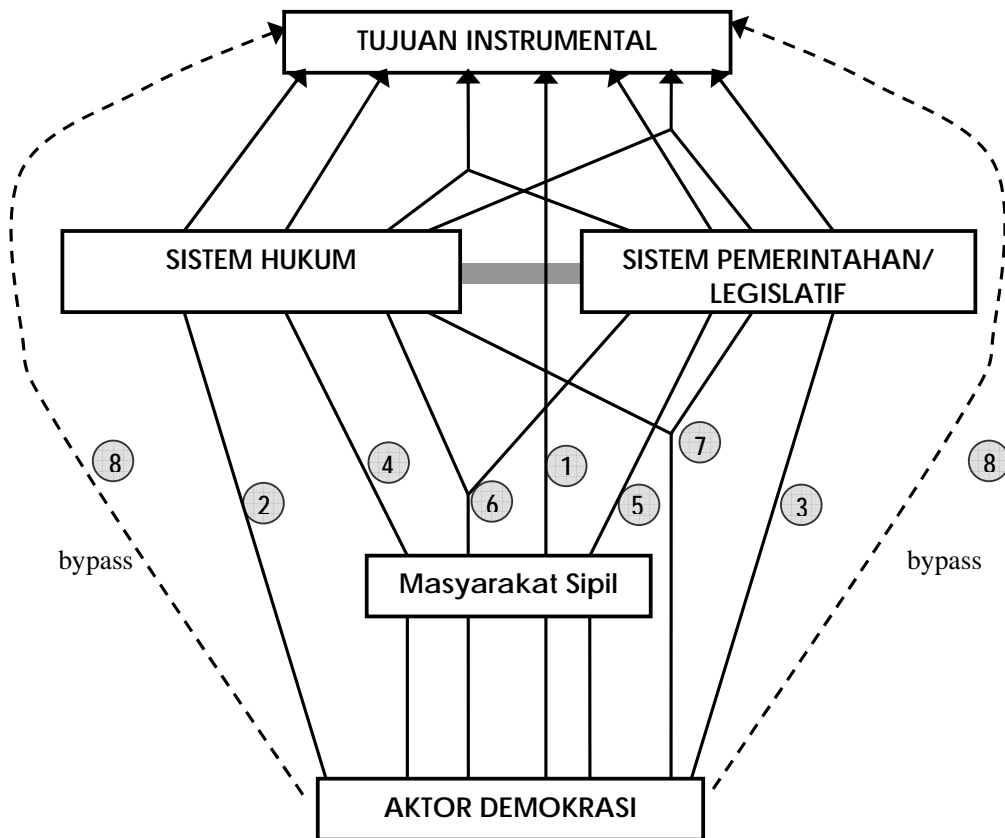 TUJUAN INSTRUMENTAL
SISTEM HUKUM
SISTEM PEMERINTAHAN/
LEGISLATIF
7
8
4
1
8
2
6
5
3
bypass
bypass
Masyarakat Sipil
AKTOR DEMOKRASI